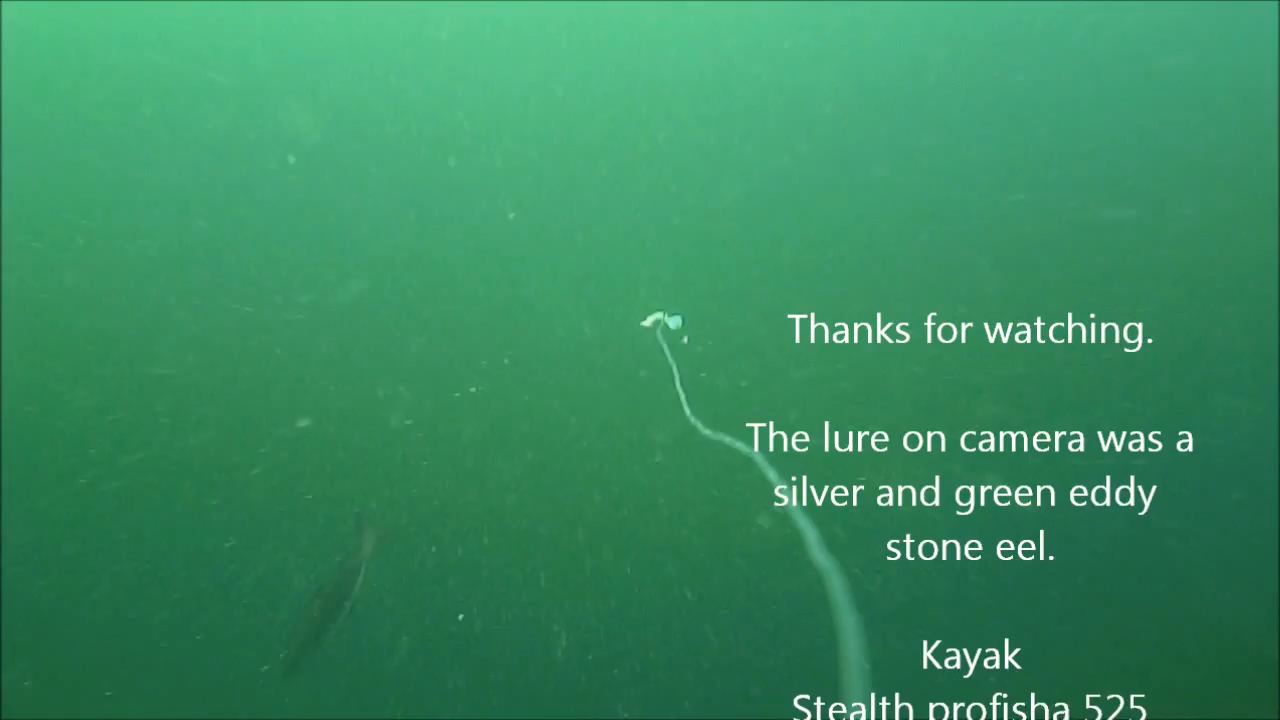 Thanks for watching.
The lure on camera was a
silver and green eddy
stone eel.
Kayak
Stealth profisha 525